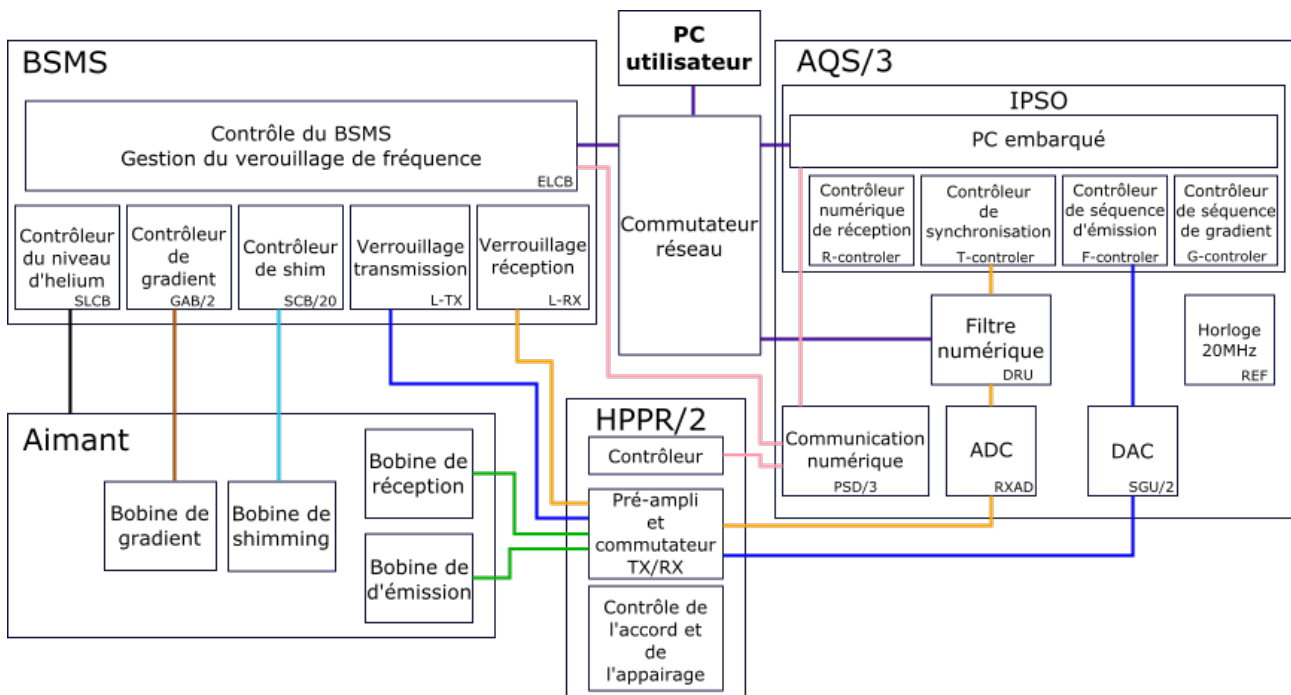 PC
utilisateur
BSMS
Contrôle du BSMS
Gestion du verouillage de fréquence
ELCB
Contrôleur
du niveau
d'helium
SLCB
Contrôleur
de
gradient
GAB/2
Contrôleur
de shim
SCB/20
Verrouillage
transmission
L-TX
Verrouillage
réception
L-RX
Commutateur
réseau
AQS/3
IPSO
PC embarqué
Contrôleur
numérique
de réception
R-controler
Contrôleur
de
synchronisation
T-controler
Contrôleur
de séquence
d'émission
F-controler
Contrôleur
de séquence
de gradient
G-controler
Filtre
numérique
DRU
Horloge
20MHz
REF
Communication
numérique
PSD/3
ADC
RXAD
DAC
SGU/2
Aimant
Bobine de
gradient
Bobine de
shimming
Bobine de
réception
Bobine de
d'émission
HPPR/2
Contrôleur
Pré-ampli
et
commutateur
TX/RX
Contrôle de
l'accord et
de
l'appairage